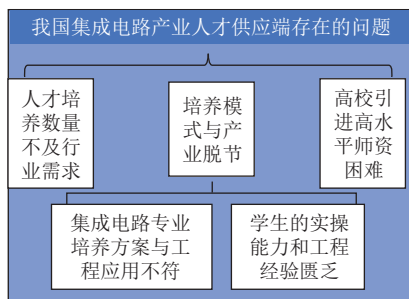 我国集成电路产业人才供应端存在的问题
人才培
养数量
不及行
业需求
培养模
式与产
业脱节
高校引
进高水
平师资
困难
集成电路专业
培养方案与工
程应用不符
学生的实操
能力和工程
经验匮乏